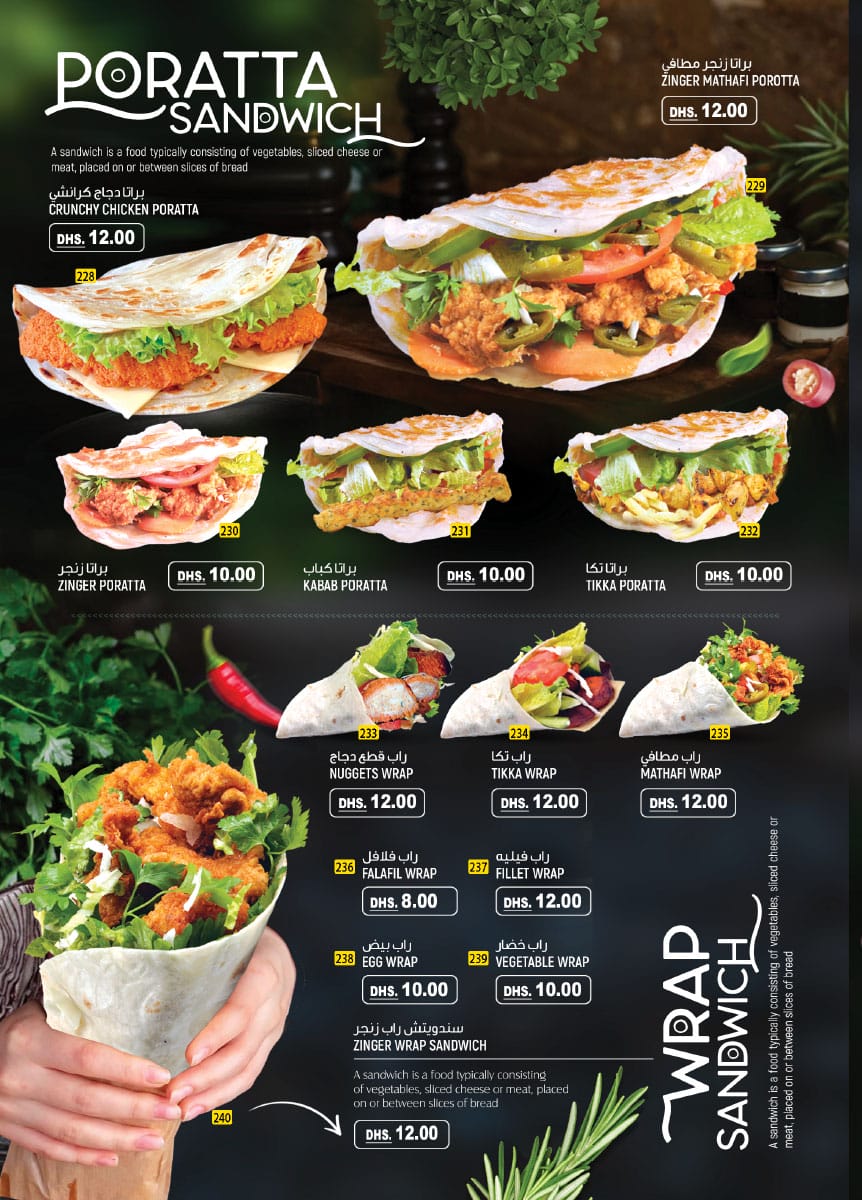 PORATTA
SANDWICH
A sandwich is a food typically consisting of vegetables, sliced cheese or
meat, placed on or between slices of bread
براتا دجاج كرانشي
CRUNCHY CHICKEN PORATTA
DHS. 12.00
228
براتا زنجر مطافي
ZINGER MATHAFI POROTTA
DHS. 12.00
229
230
براتا زنجر
ZINGER PORATTA
DHS. 10.00
231
براتا كباب
KABAB PORATTA
DHS. 10.00
232
براتا تكا
TIKKA PORATTA
DHS. 10.00
233
راب قطع دجاج
NUGGETS WRAP
DHS. 12.00
234
راب تكا
TIKKA WRAP
DHS. 12.00
235
راب مطافي
MATHAFI WRAP
DHS. 12.00
236
راب فلافل
FALAFIL WRAP
DHS. 8.00
237
راب فيليه
FILLET WRAP
DHS. 12.00
238
راب بيض
EGG WRAP
DHS. 10.00
239
راب خضار
VEGETABLE WRAP
DHS. 10.00
سندويتش راب زنجر
ZINGER WRAP SANDWICH
A sandwich is a food typically consisting
of vegetables, sliced cheese or meat, placed
on or between slices of bread
240
DHS. 12.00
WRAP
SANDWICH
A sandwich is a food typically consisting of vegetables, sliced cheese or
meat, placed on or between slices of bread